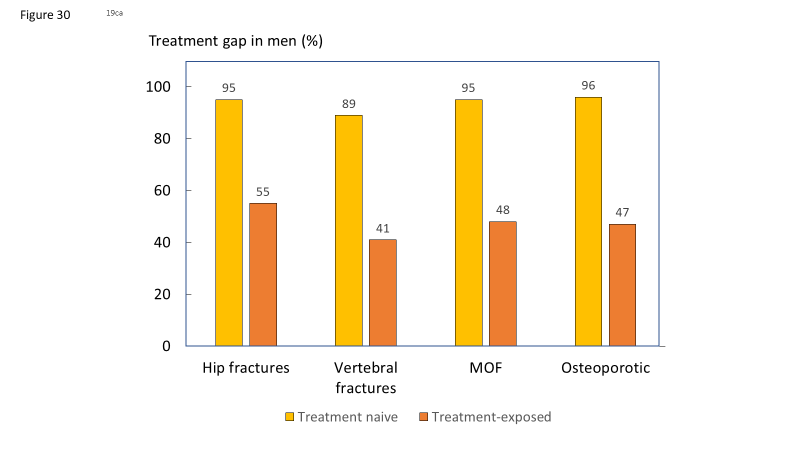 Figure 30
19ca
Treatment gap in men (%)
100
80
60
40
20
0
95
55
89
41
95
48
96
47
Hip fractures
Vertebral
fractures
MOF
Osteoporotic
Treatment naive
Treatment-exposed